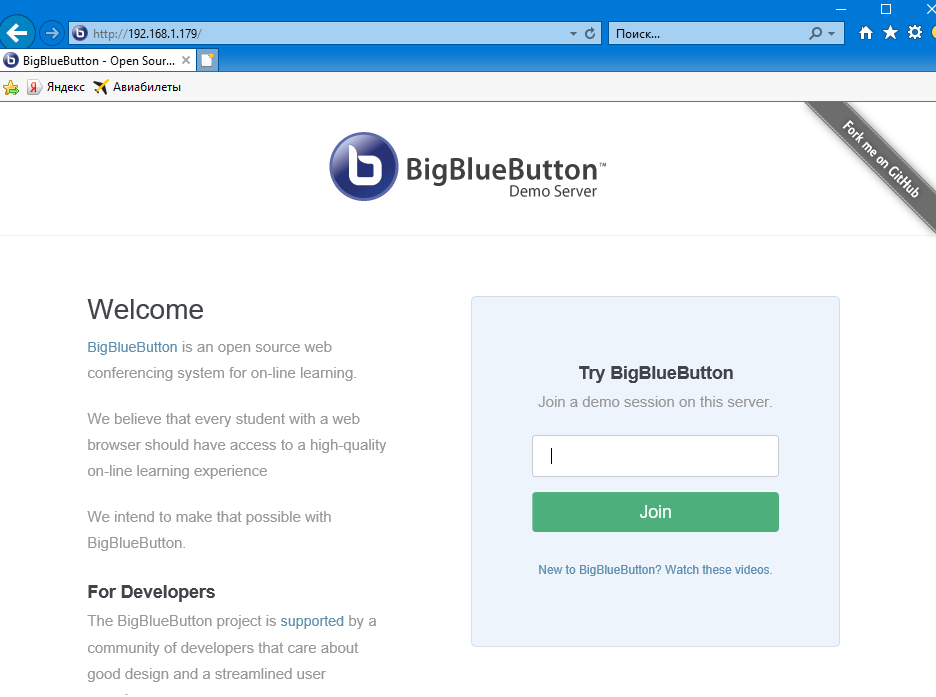 http://192.168.1.179/
Поиск...
BigBlueButton - Open Sour...
Яндекс
Авиабилеты
Fork me on GitHub
BigBlueButton™
Demo Server
Welcome
BigBlueButton is an open source web
conferencing system for on-line learning.
We believe that every student with a web
browser should have access to a high-quality
on-line learning experience
We intend to make that possible with
BigBlueButton.
For Developers
The BigBlueButton project is supported by a
community of developers that care about
good design and a streamlined user
Try BigBlueButton
Join a demo session on this server.
Join
New to BigBlueButton? Watch these videos.